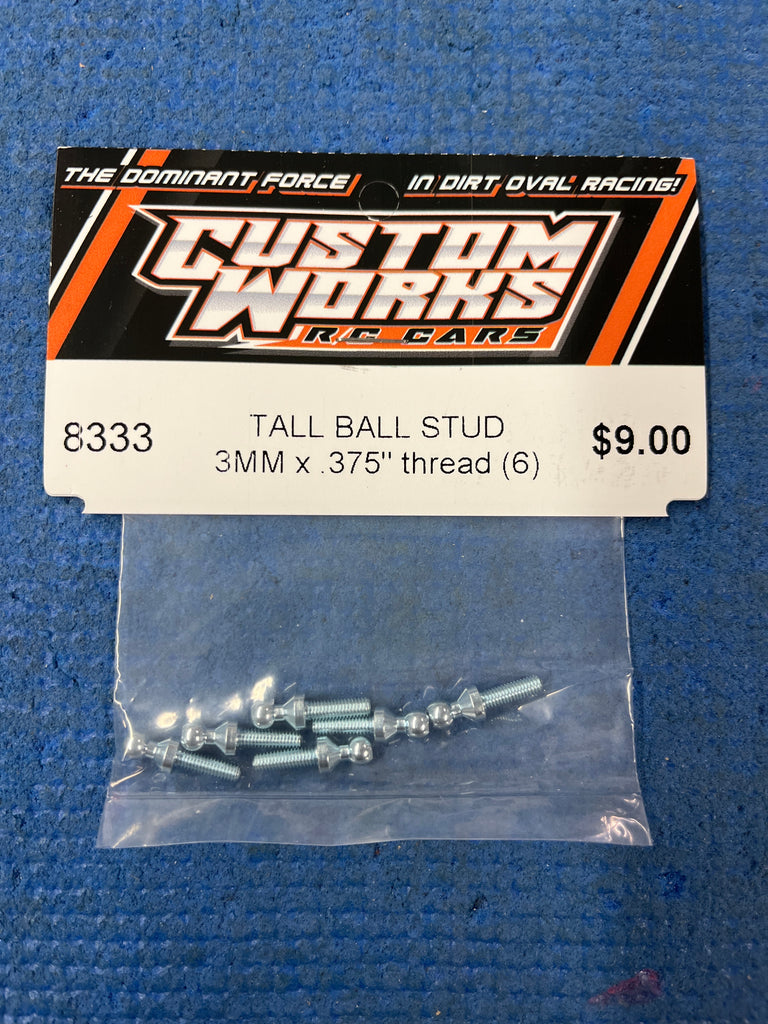 THE DOMINANT FORCE IN DIRT OVAL RACING!
CUSTOM
WORKS
RC CARS
8333 TALL BALL STUD $9.00
3MM x .375" thread (6)